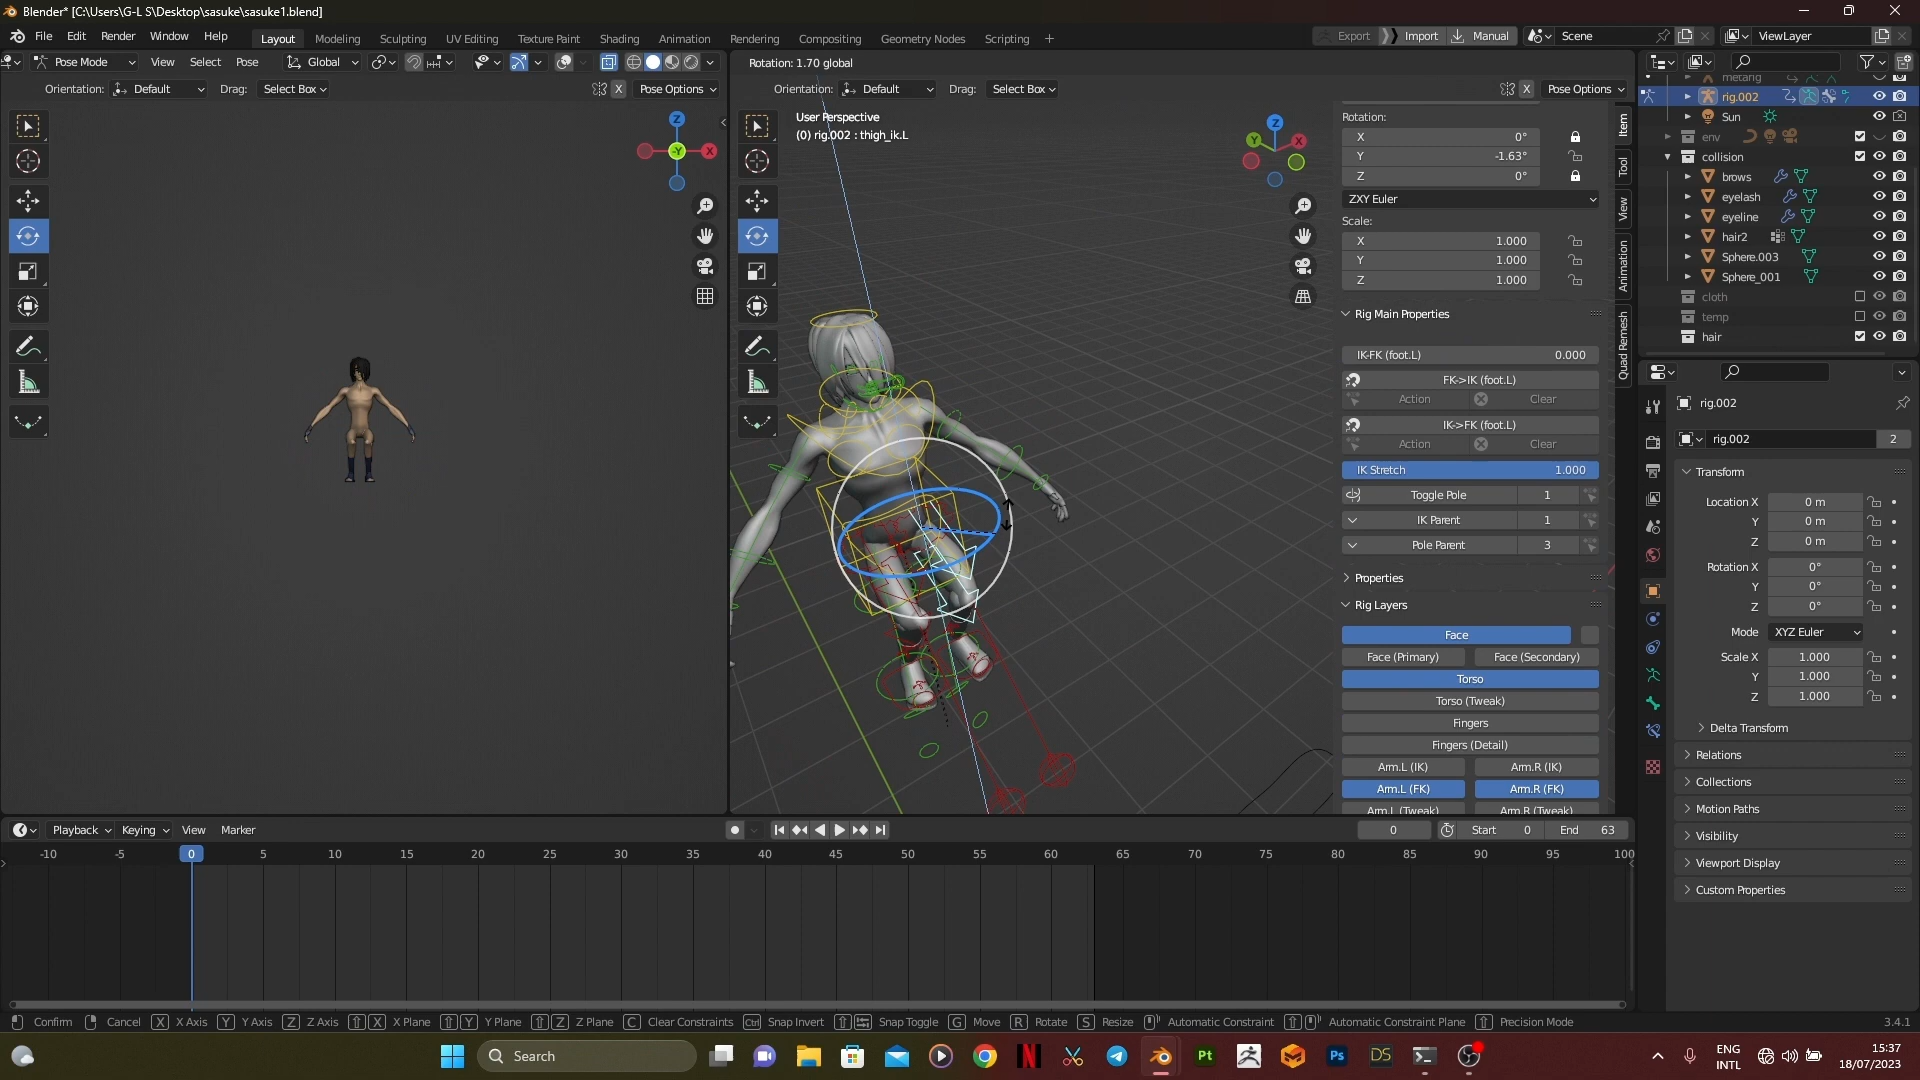 Blender* [C:\Users\G-L S\Desktop\sasuke\sasuke1.blend]
File Edit Render Window Help
Layout Modeling Sculpting UV Editing Texture Paint Shading Animation Rendering Compositing Geometry Nodes Scripting +
Export Import Manual Scene ViewLayer
Pose Mode View Select Pose Global
Rotation: 1.70 global
Orientation: Default Drag: Select Box X Pose Options
Orientation: Default Drag: Select Box X Pose Options
User Perspective
(0) rig.002 : thigh_ik.L
Z
-Y
X
Z
Y
X
Rotation:
X 0°
Y -1.63°
Z 0°
ZXY Euler
Scale:
X 1.000
Y 1.000
Z 1.000
Rig Main Properties
IK-FK (foot.L) 0.000
FK->IK (foot.L)
Action Clear
IK->FK (foot.L)
Action Clear
IK Stretch 1.000
Toggle Pole 1
IK Parent 1
Pole Parent 3
Properties
Rig Layers
Face
Face (Primary) Face (Secondary)
Torso
Torso (Tweak)
Fingers
Fingers (Detail)
Arm.L (IK) Arm.R (IK)
Arm.L (FK) Arm.R (FK)
Arm.L (Tweak) Arm.R (Tweak)
Item
Tool
View
Animation
Quad Remesh
metang
rig.002
Sun
env
collision
brows
eyelash
eyeline
hair2
Sphere.003
Sphere_001
cloth
temp
hair
rig.002
rig.002 2
Transform
Location X 0 m
Y 0 m
Z 0 m
Rotation X 0°
Y 0°
Z 0°
Mode XYZ Euler
Scale X 1.000
Y 1.000
Z 1.000
Delta Transform
Relations
Collections
Motion Paths
Visibility
Viewport Display
Custom Properties
Playback Keying View Marker 0 Start 0 End 63
-10 -5 0 5 10 15 20 25 30 35 40 45 50 55 60 65 70 75 80 85 90 95 100
Confirm Cancel X X Axis Y Y Axis Z Z Axis X X Plane Y Y Plane Z Z Plane C Clear Constraints Ctrl Snap Invert Snap Toggle G Move R Rotate S Resize Automatic Constraint Automatic Constraint Plane Precision Mode 3.4.1
Search Pt Ps DS ENG INTL 15:37
18/07/2023